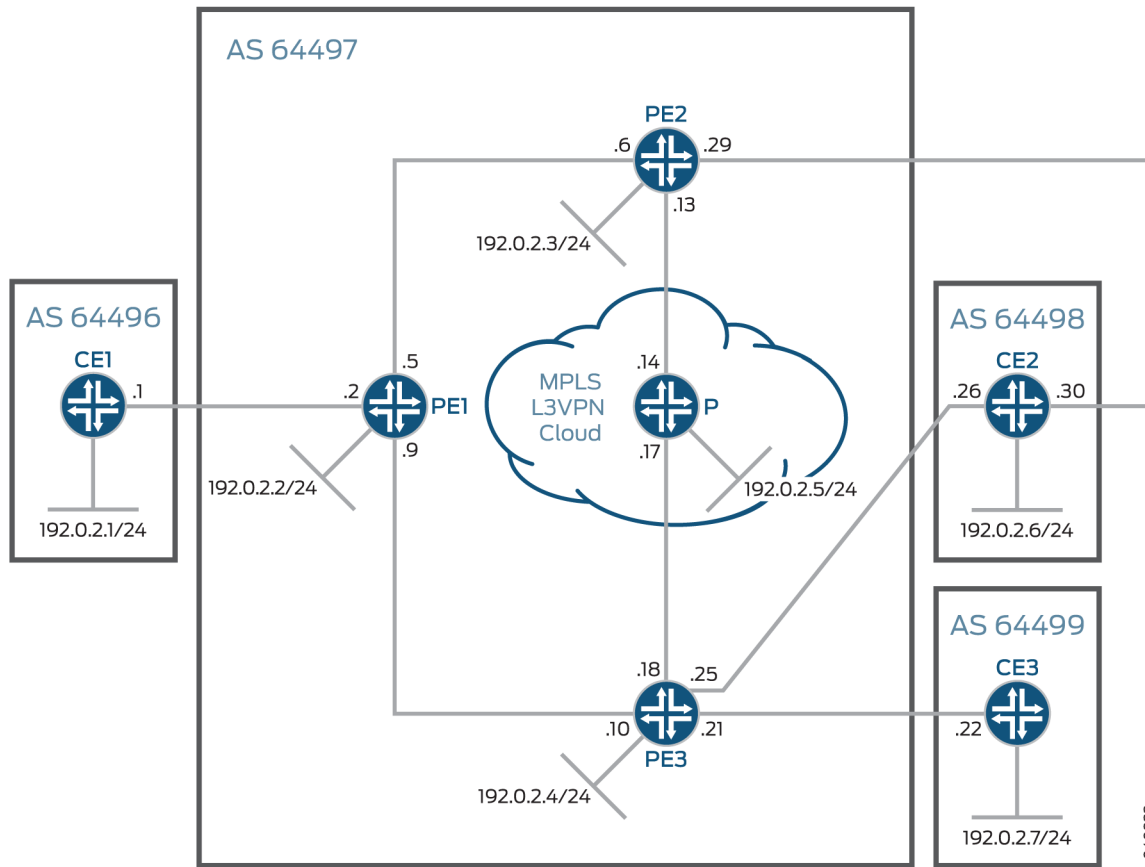 AS 64497
PE2
.6
.29
.13
192.0.2.3/24
AS 64496
CE1
.1
.5
.2
PE1
.9
192.0.2.2/24
192.0.2.1/24
MPLS
L3VPN
Cloud
.14
P
.17
192.0.2.5/24
AS 64498
CE2
.26
.30
192.0.2.6/24
AS 64499
CE3
.18
.25
.10
.21
PE3
.22
192.0.2.4/24
192.0.2.7/24